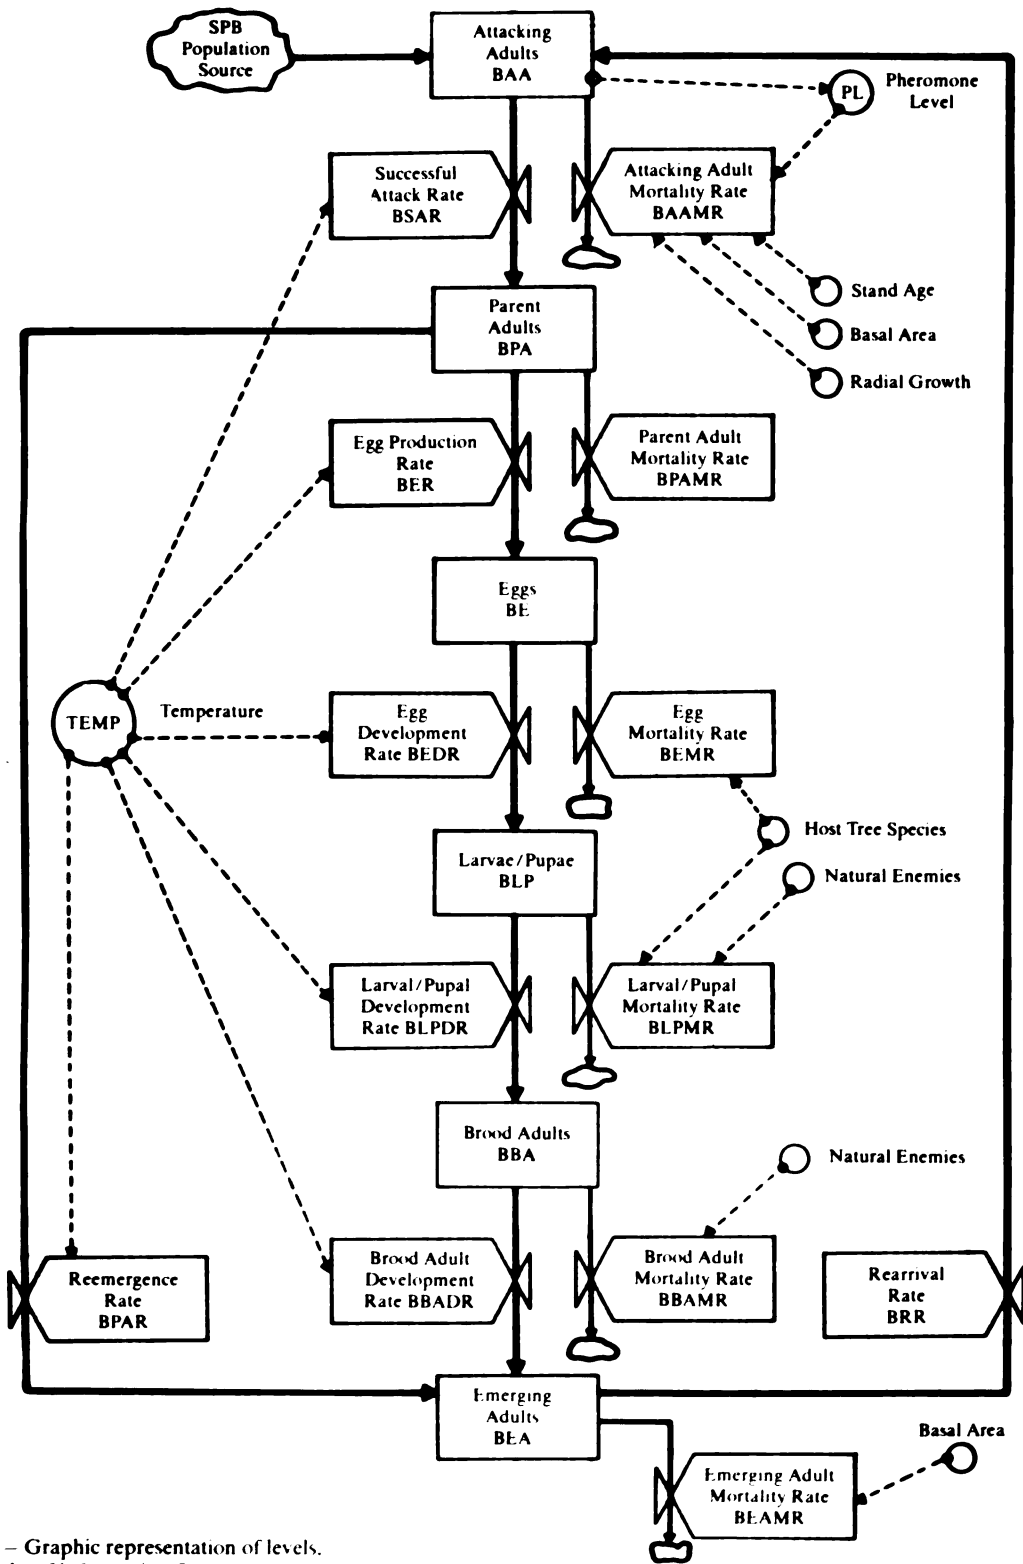 SPB
Population
Source
Attacking
Adults
BAA
PL
Pheromone
Level
Successful
Attack Rate
BSAR
Attacking Adult
Mortality Rate
BAAMR
Stand Age
Basal Area
Radial Growth
Parent
Adults
BPA
Egg Production
Rate
BER
Parent Adult
Mortality Rate
BPAMR
Eggs
BE
TEMP
Temperature
Egg
Development
Rate BEDR
Egg
Mortality Rate
BEMR
Host Tree Species
Natural Enemies
Larvae/Pupae
BLP
Larval/Pupal
Development
Rate BLPDR
Larval/Pupal
Mortality Rate
BLPMR
Brood Adults
BBA
Natural Enemies
Reemergence
Rate
BPAR
Brood Adult
Development
Rate BBADR
Brood Adult
Mortality Rate
BBAMR
Rearrival
Rate
BRR
Emerging
Adults
BEA
Basal Area
Emerging Adult
Mortality Rate
BEAMR
– Graphic representation of levels.